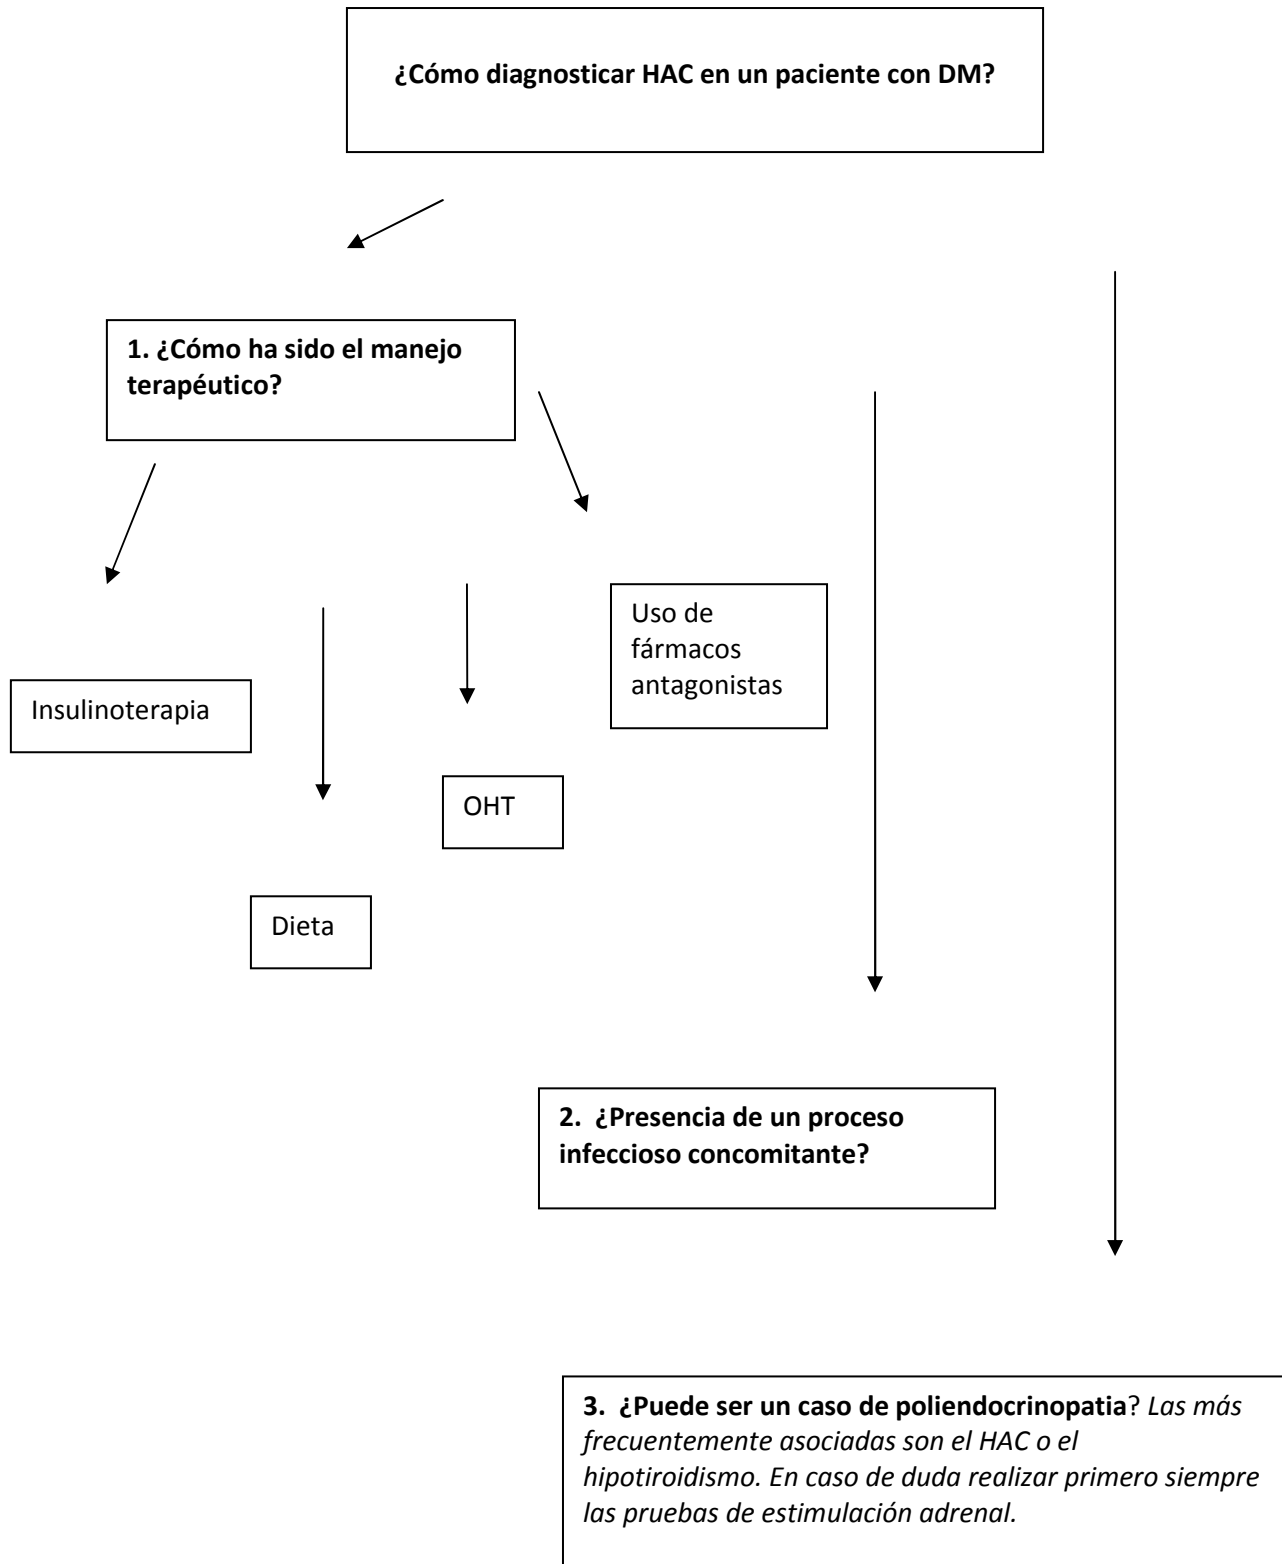 ¿Cómo diagnosticar HAC en un paciente con DM?
1. ¿Cómo ha sido el manejo
terapéutico?
Uso de
fármacos
antagonistas
Insulinoterapia
OHT
Dieta
2. ¿Presencia de un proceso
infeccioso concomitante?
3. ¿Puede ser un caso de poliendocrinopatia? Las más
frecuentemente asociadas son el HAC o el
hipotiroidismo. En caso de duda realizar primero siempre
las pruebas de estimulación adrenal.